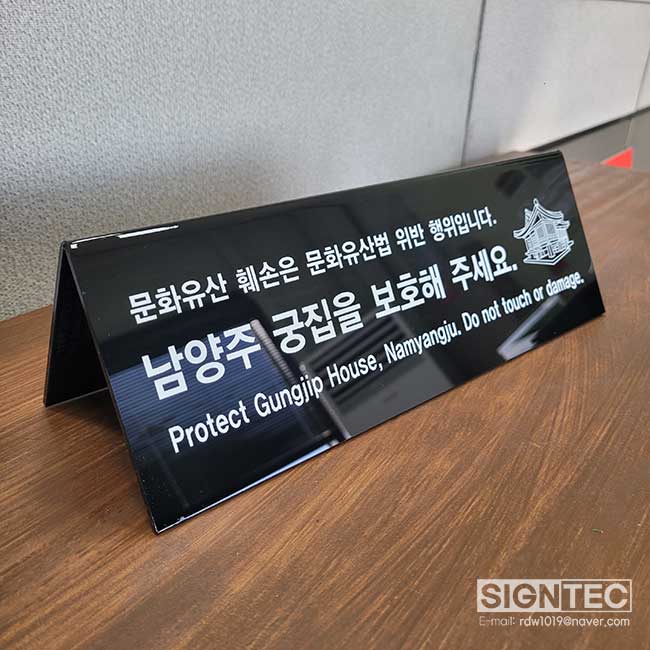 문화유산 훼손은 문화유산법 위반 행위입니다.
남양주 궁집을 보호해 주세요.
Protect Gungjip House, Namyangju. Do not touch or damage.
SIGNTEC
E-mail: rdw1019@naver.com